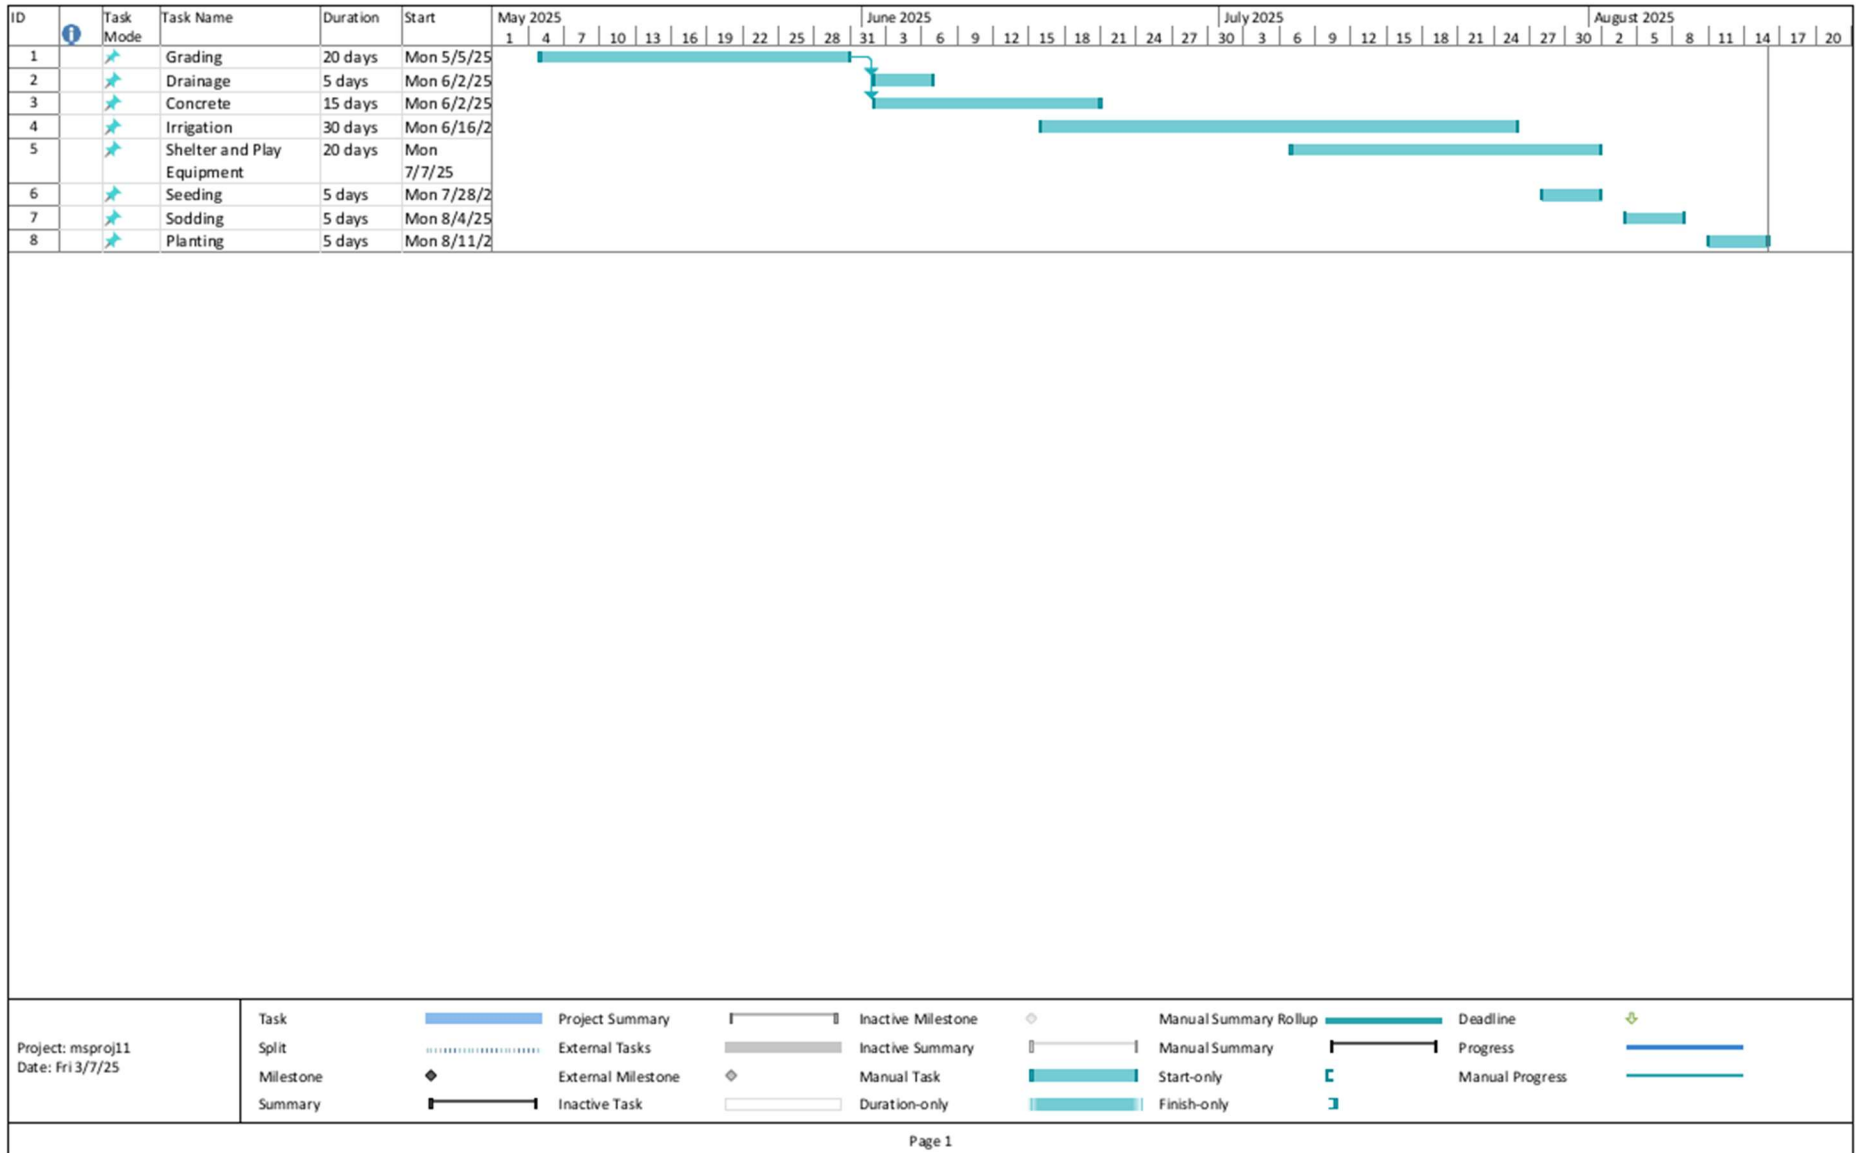 ID Task Mode Task Name Duration Start May 2025 June 2025 July 2025 August 2025
1 4 7 10 13 16 19 22 25 28 31 3 6 9 12 15 18 21 24 27 30 3 6 9 12 15 18 21 24 27 30 2 5 8 11 14 17 20
1 Grading 20 days Mon 5/5/25
2 Drainage 5 days Mon 6/2/25
3 Concrete 15 days Mon 6/2/25
4 Irrigation 30 days Mon 6/16/2
5 Shelter and Play Equipment 20 days Mon 7/7/25
6 Seeding 5 days Mon 7/28/2
7 Sodding 5 days Mon 8/4/25
8 Planting 5 days Mon 8/11/2
Project: msproj11
Date: Fri 3/7/25
Task Project Summary Inactive Milestone Manual Summary Rollup Deadline
Split External Tasks Inactive Summary Manual Summary Progress
Milestone External Milestone Manual Task Start-only Manual Progress
Summary Inactive Task Duration-only Finish-only
Page 1